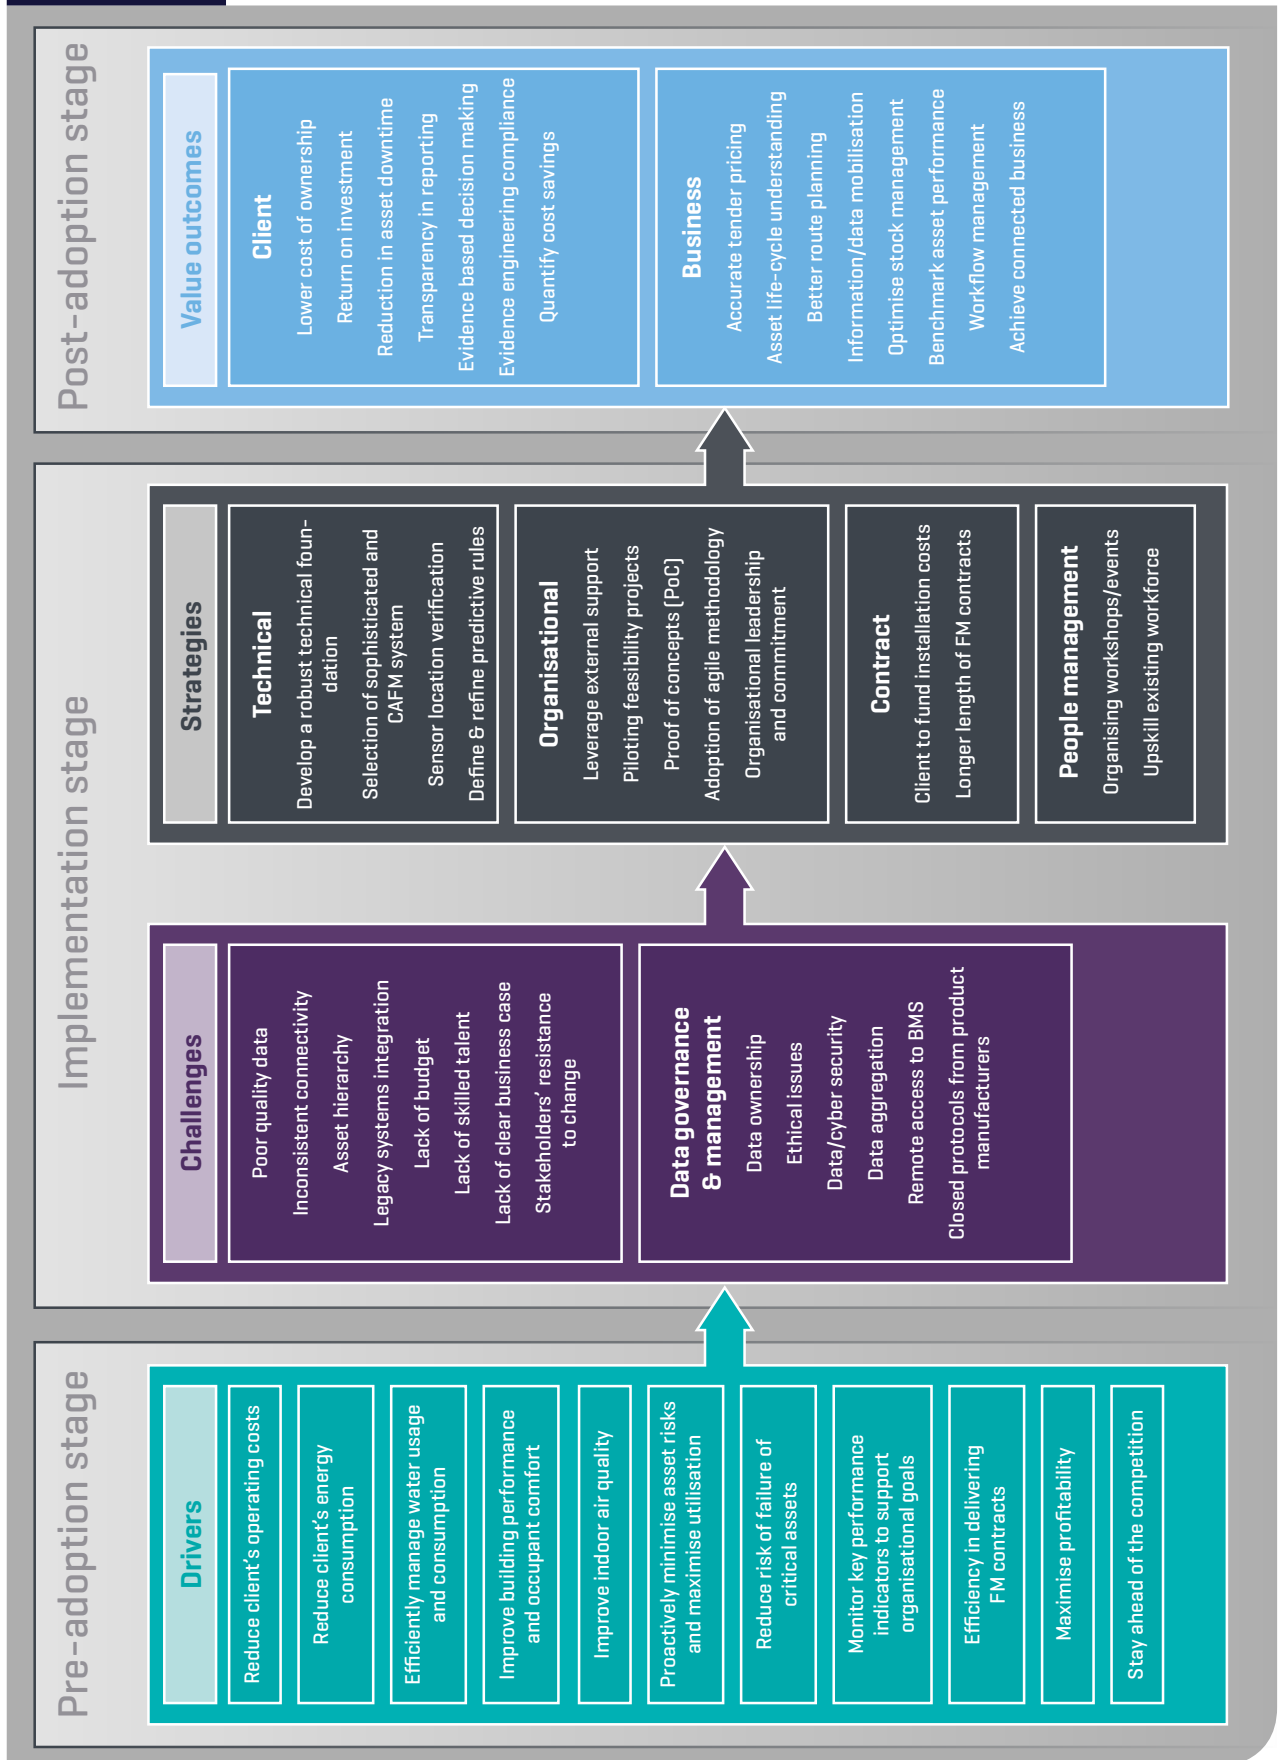 Pre-adoption stage
Drivers
Reduce client's operating costs
Reduce client's energy
consumption
Efficiently manage water usage
and consumption
Improve building performance
and occupant comfort
Improve indoor air quality
Proactively minimise asset risks
and maximise utilisation
Reduce risk of failure of
critical assets
Monitor key performance
indicators to support
organisational goals
Efficiency in delivering
FM contracts
Maximise profitability
Stay ahead of the competition
Implementation stage
Challenges
Poor quality data
Inconsistent connectivity
Asset hierarchy
Legacy systems integration
Lack of budget
Lack of skilled talent
Lack of clear business case
Stakeholders' resistance
to change
Data governance
& management
Data ownership
Ethical issues
Data/cyber security
Data aggregation
Remote access to BMS
Closed protocols from product
manufacturers
Strategies
Technical
Develop a robust technical foun-
dation
Selection of sophisticated and
CAFM system
Sensor location verification
Define & refine predictive rules
Organisational
Leverage external support
Piloting feasibility projects
Proof of concepts (PoC)
Adoption of agile methodology
Organisational leadership
and commitment
Contract
Client to fund installation costs
Longer length of FM contracts
People management
Organising workshops/events
Upskill existing workforce
Post-adoption stage
Value outcomes
Client
Lower cost of ownership
Return on investment
Reduction in asset downtime
Transparency in reporting
Evidence based decision making
Evidence engineering compliance
Quantify cost savings
Business
Accurate tender pricing
Asset life-cycle understanding
Better route planning
Information/data mobilisation
Optimise stock management
Benchmark asset performance
Workflow management
Achieve connected business